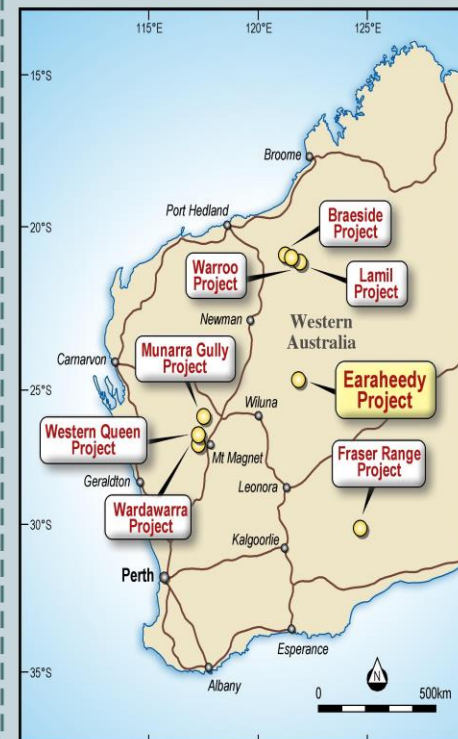 115°E
120°E
125°E
15°S
Broome
20°S
Port Hedland
Braeside
Project
Warroo
Project
Lamil
Project
Newman
Western
Australia
Munarra Gully
Project
Carnarvon
25°S
Earaheedy
Project
Wiluna
Western Queen
Project
Mt Magnet
Fraser Range
Project
Geraldton
Leonora
Wardawarra
Project
30°S
Kalgoorlie
Perth
Esperance
35°S
Albany
N
0
500km